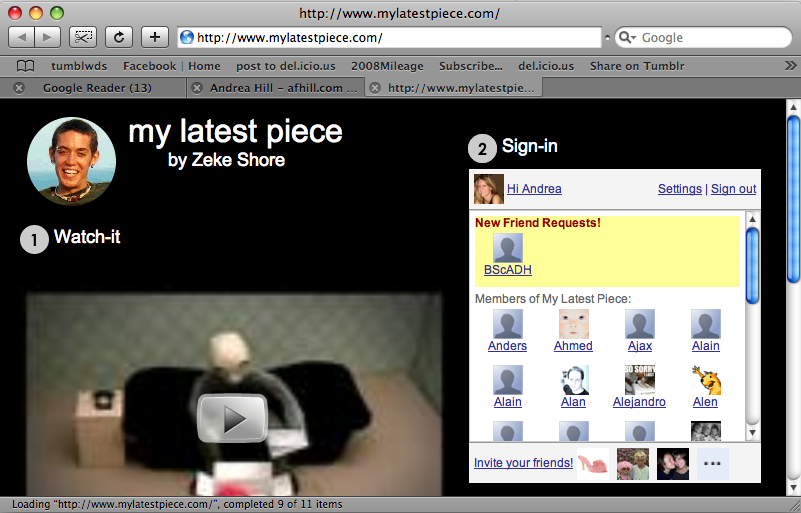 http://www.mylatestpiece.com/
http://www.mylatestpiece.com/
Google
tumblwds Facebook | Home post to del.icio.us 2008Mileage Subscribe... del.icio.us Share on Tumblr
Google Reader (13) Andrea Hill – afhill.com ... http://www.mylatestpie...
my latest piece
by Zeke Shore
1 Watch-it
2 Sign-in
Hi Andrea Settings | Sign out
New Friend Requests!
BScADH
Members of My Latest Piece:
Anders Ahmed Ajax Alain
SO SORRY
Alain Alan Alejandro Alen
Invite your friends! ...
Loading “http://www.mylatestpiece.com/”, completed 9 of 11 items